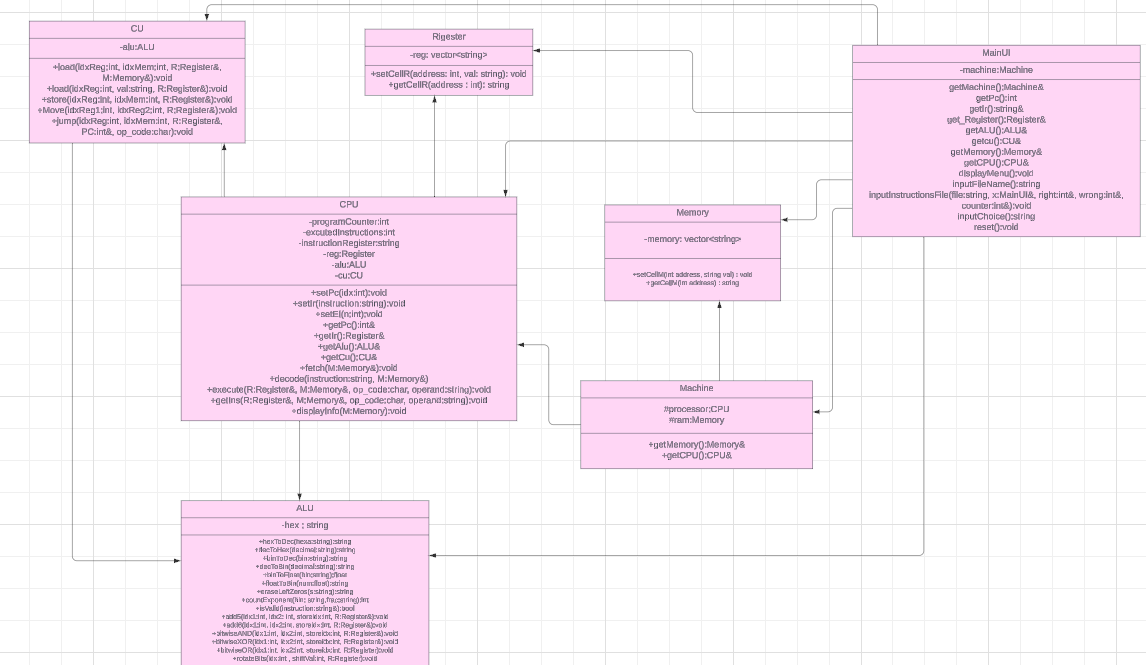 CU
-alu:ALU
+load(idxReg:int, idxMem:int, R:Register&,
M:Memory&):void
+load(idxReg:int, val:string, R:Register&):void
+store(idxReg:int, idxMem:int, R:Register&):void
+Move(idxReg1:int, idxReg2:int, R:Register&):void
+jump(idxReg:int, idxMem:int, R:Register&,
PC:int&, op_code:char):void
Rigester
-reg: vector<string>
+setCellR(address: int, val: string): void
+getCellR(address : int): string
MainUI
-machine:Machine
getMachine():Machine&
getPc():int
getIr():string&
get_Register():Register&
getALU():ALU&
getcu():CU&
getMemory():Memory&
getCPU():CPU&
displayMenu():void
inputFileName():string
inputInstructionsFile(file:string, x:MainUI&, right:int&, wrong:int&,
counter:int&):void
inputChoice():string
reset():void
CPU
-programCounter:int
-executedInstructions:int
-instructionRegister:string
-reg:Register
-alu:ALU
-cu:CU
+setPc(idx:int):void
+setIr(instruction:string):void
+setEI(n:int):void
+getPc():int&
+getIr():Register&
+getAlu():ALU&
+getCu():CU&
+fetch(M:Memory&):void
+decode(instruction:string, M:Memory&)
+execute(R:Register&, M:Memory&, op_code:char, operand:string):void
+getIns(R:Register&, M:Memory&, op_code:char, operand:string):void
+displayInfo(M:Memory):void
Memory
-memory: vector<string>
+setCellM(int address, string val) : void
+getCellM(int address) : string
Machine
#processor:CPU
#ram:Memory
+getMemory():Memory&
+getCPU():CPU&
ALU
-hex : string
+hexToDec(hexa:string):string
+decToHex(decimal:string):string
+binToDec(bin:string):string
+decToBin(decimal:string):string
+floatToBin(num:float):string
+eraseLeftZeros(s:string):string
+isValid(instruction:string&):bool
+add5(idx1:int, idx2: int, storeIdx:int, R:Register&):void
+add6(idx1:int, idx2:int, storeIdx:int, R:Register&):void
+bitwiseAND(idx1:int, idx2:int, storeIdx:int, R:Register&):void
+bitwiseXOR(idx1:int, idx2:int, storeIdx:int, R:Register&):void
+bitwiseOR(idx1:int, idx2:int, storeIdx:int, R:Register&):void
+rotateBits(idx:int , shiftVal:int, R:Register):void